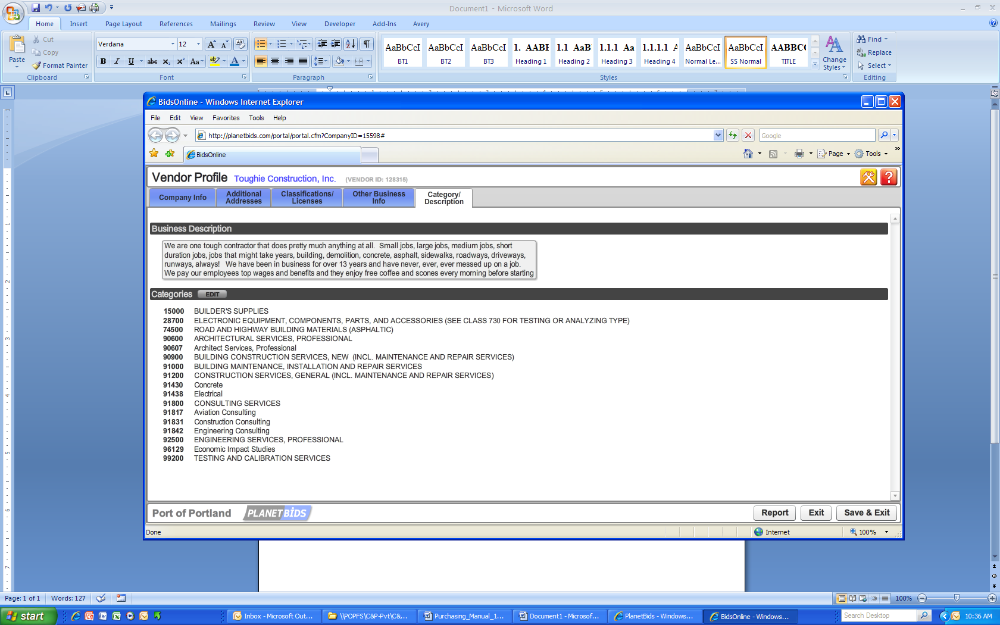 Document1 - Microsoft Word
Home Insert Page Layout References Mailings Review View Developer Add-Ins Avery
Paste
Cut
Copy
Format Painter
Clipboard
Verdana 12
Font
Paragraph
AaBbCcI AaBbCcI AaBbCcI 1. AABE 1.1 AaB 1.1.1 Aa 1.1.1.1 A AaBbCcI AaBbCcI AABBC
BT1 BT2 BT3 Heading 1 Heading 2 Heading 3 Heading 4 Normal Le... SS Normal TITLE
Change
Styles
Styles
Find
Replace
Select
Editing
BidsOnline - Windows Internet Explorer
File Edit View Favorites Tools Help
http://planetbids.com/portal/portal.cfm?CompanyID=15598#
Google
BidsOnline
Page Tools
Vendor Profile Toughie Construction, Inc. (VENDOR ID: 128315)
Company Info
Additional
Addresses
Classifications/
Licenses
Other Business
Info
Category/
Description
Business Description
We are one tough contractor that does pretty much anything at all. Small jobs, large jobs, medium jobs, short
duration jobs, jobs that might take years, building, demolition, concrete, asphalt, sidewalks, roadways, driveways,
runways, always! We have been in business for over 13 years and have never, ever, ever messed up on a job.
We pay our employees top wages and benefits and they enjoy free coffee and scones every morning before starting
Categories EDIT
15000 BUILDER'S SUPPLIES
28700 ELECTRONIC EQUIPMENT, COMPONENTS, PARTS, AND ACCESSORIES (SEE CLASS 730 FOR TESTING OR ANALYZING TYPE)
74500 ROAD AND HIGHWAY BUILDING MATERIALS (ASPHALTIC)
90600 ARCHITECTURAL SERVICES, PROFESSIONAL
90607 Architect Services, Professional
90900 BUILDING CONSTRUCTION SERVICES, NEW (INCL. MAINTENANCE AND REPAIR SERVICES)
91000 BUILDING MAINTENANCE, INSTALLATION AND REPAIR SERVICES
91200 CONSTRUCTION SERVICES, GENERAL (INCL. MAINTENANCE AND REPAIR SERVICES)
91430 Concrete
91438 Electrical
91800 CONSULTING SERVICES
91817 Aviation Consulting
91831 Construction Consulting
91842 Engineering Consulting
92500 ENGINEERING SERVICES, PROFESSIONAL
96129 Economic Impact Studies
99200 TESTING AND CALIBRATION SERVICES
Port of Portland PLANETBIDS Report Exit Save & Exit
Done Internet 100%
Page: 1 of 1 Words: 127 100%
start Inbox - Microsoft Out... \\POPFS\C&P-Pvt\C&... Purchasing_Manual_1... Document1 - Microsof... PlanetBids - Windows... BidsOnline - Windows... Search Desktop 10:36 AM